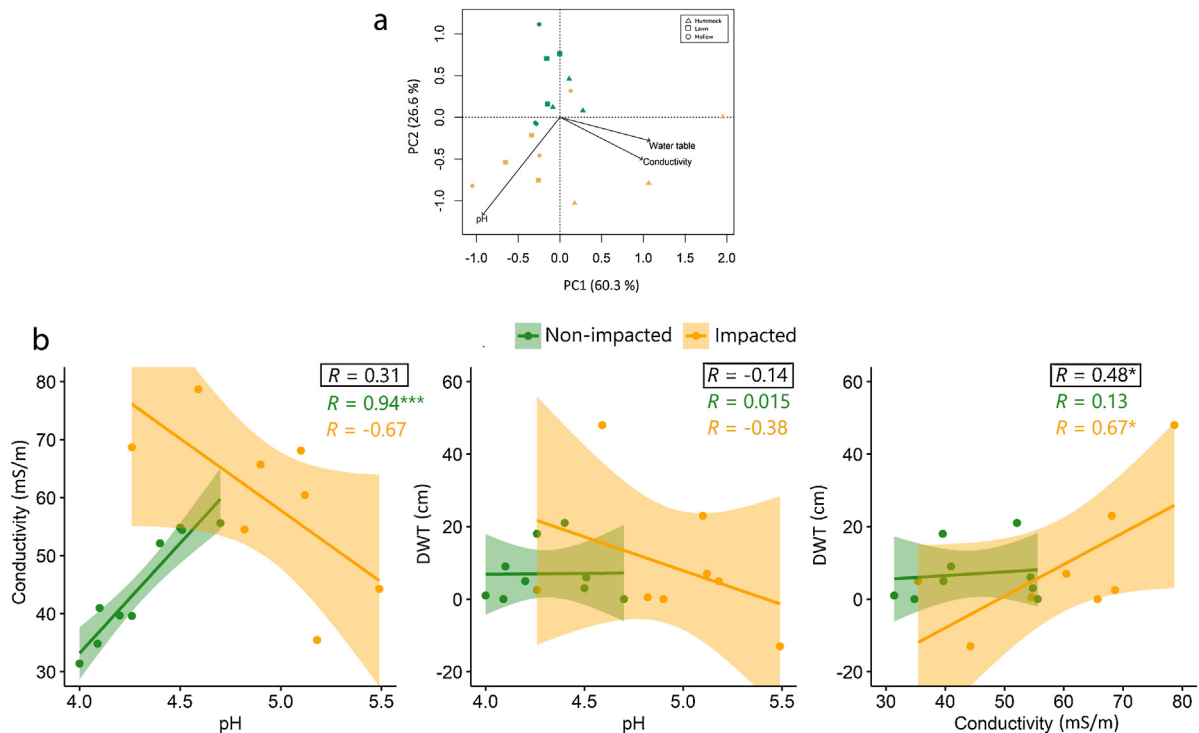 a
Hummock
Lawn
Hollow
PC2 (26.6 %)
1.0
0.5
0.0
-0.5
-1.0
Water table
Conductivity
pH
-1.0 -0.5 0.0 0.5 1.0 1.5 2.0
PC1 (60.3 %)
b
Non-impacted Impacted
Conductivity (mS/m)
80
70
60
50
40
30
R = 0.31
R = 0.94***
R = -0.67
4.0 4.5 5.0 5.5
pH
DWT (cm)
60
40
20
0
-20
R = -0.14
R = 0.015
R = -0.38
4.0 4.5 5.0 5.5
pH
DWT (cm)
60
40
20
0
-20
R = 0.48*
R = 0.13
R = 0.67*
30 40 50 60 70 80
Conductivity (mS/m)